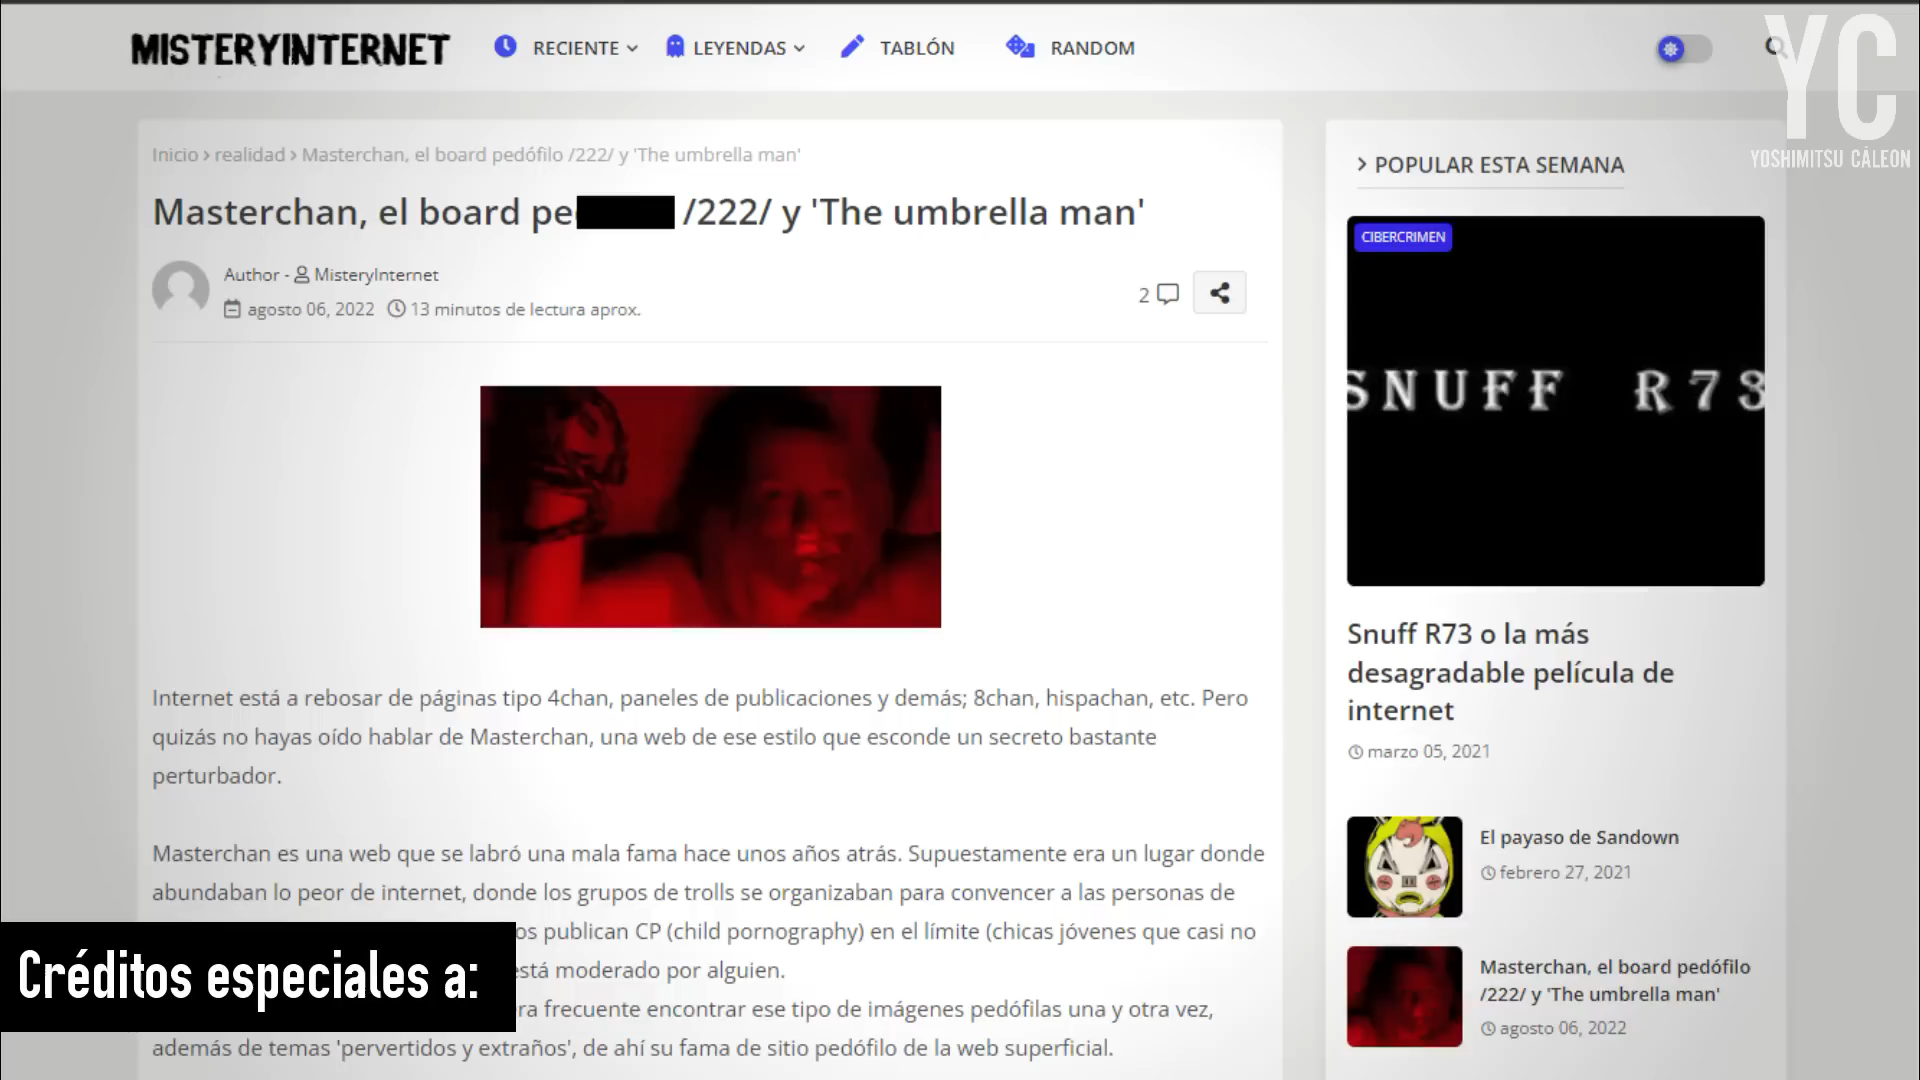 MISTERYINTERNET
RECIENTE
LEYENDAS
TABLÓN
RANDOM
YC
YOSHIMITSU CÁLEON
Inicio > realidad > Masterchan, el board pedófilo /222/ y 'The umbrella man'
Masterchan, el board pe /222/ y 'The umbrella man'
Author - MisteryInternet
agosto 06, 2022 13 minutos de lectura aprox.
2
Internet está a rebosar de páginas tipo 4chan, paneles de publicaciones y demás; 8chan, hispachan, etc. Pero
quizás no hayas oído hablar de Masterchan, una web de ese estilo que esconde un secreto bastante
perturbador.
Masterchan es una web que se labró una mala fama hace unos años atrás. Supuestamente era un lugar donde
abundaban lo peor de internet, donde los grupos de trolls se organizaban para convencer a las personas de
os publican CP (child pornography) en el límite (chicas jóvenes que casi no
está moderado por alguien.
ra frecuente encontrar ese tipo de imágenes pedófilas una y otra vez,
además de temas 'pervertidos y extraños', de ahí su fama de sitio pedófilo de la web superficial.
Créditos especiales a:
> POPULAR ESTA SEMANA
CIBERCRIMEN
SNUFF R73
Snuff R73 o la más
desagradable película de
internet
marzo 05, 2021
El payaso de Sandown
febrero 27, 2021
Masterchan, el board pedófilo
/222/ y 'The umbrella man'
agosto 06, 2022